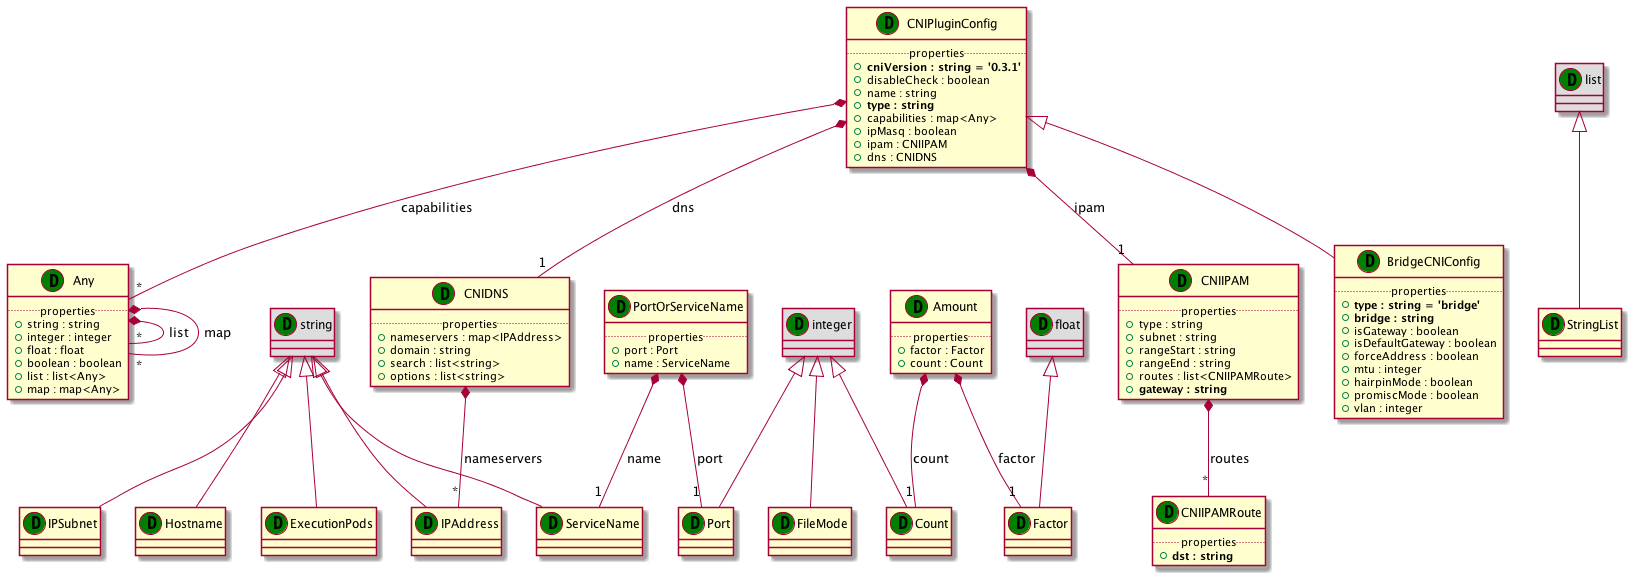 D CNIPluginConfig
properties
cniVersion : string = '0.3.1'
disableCheck : boolean
name : string
type : string
capabilities : map<Any>
ipMasq : boolean
ipam : CNIIPAM
dns : CNIDNS
D list
capabilities
dns
ipam
*
1
1
D Any
properties
string : string
integer : integer
float : float
boolean : boolean
list : list<Any>
map : map<Any>
list
map
*
*
D string
D CNIDNS
properties
nameservers : map<IPAddress>
domain : string
search : list<string>
options : list<string>
D PortOrServiceName
properties
port : Port
name : ServiceName
D integer
D Amount
properties
factor : Factor
count : Count
D float
D CNIIPAM
properties
type : string
subnet : string
rangeStart : string
rangeEnd : string
routes : list<CNIIPAMRoute>
gateway : string
D BridgeCNIConfig
properties
type : string = 'bridge'
bridge : string
isGateway : boolean
isDefaultGateway : boolean
forceAddress : boolean
mtu : integer
hairpinMode : boolean
promiscMode : boolean
vlan : integer
D StringList
nameservers
name
port
count
factor
routes
*
1
1
1
1
*
D IPSubnet
D Hostname
D ExecutionPods
D IPAddress
D ServiceName
D Port
D FileMode
D Count
D Factor
D CNIIPAMRoute
properties
dst : string